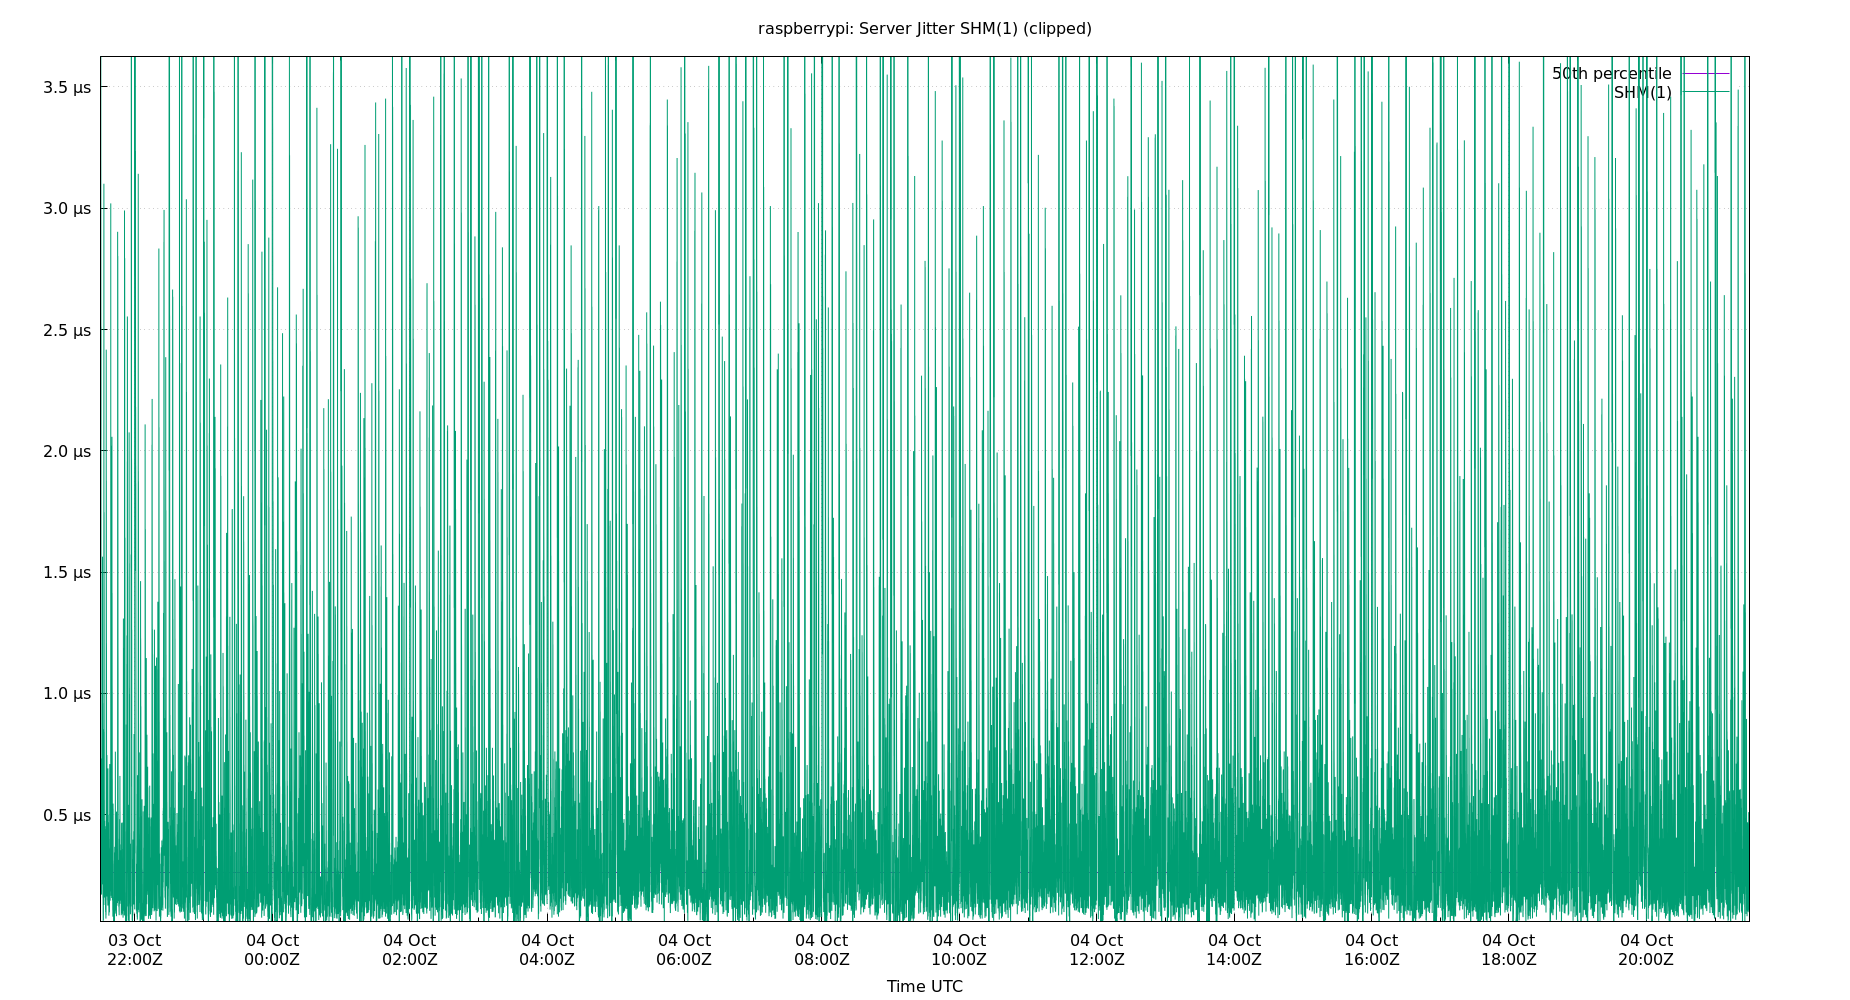 raspberrypi: Server Jitter SHM(1) (clipped)
50th percentile
SHM(1)
3.5 µs
3.0 µs
2.5 µs
2.0 µs
1.5 µs
1.0 µs
0.5 µs
03 Oct 04 Oct 04 Oct 04 Oct 04 Oct 04 Oct 04 Oct 04 Oct 04 Oct 04 Oct 04 Oct 04 Oct
22:00Z 00:00Z 02:00Z 04:00Z 06:00Z 08:00Z 10:00Z 12:00Z 14:00Z 16:00Z 18:00Z 20:00Z
Time UTC